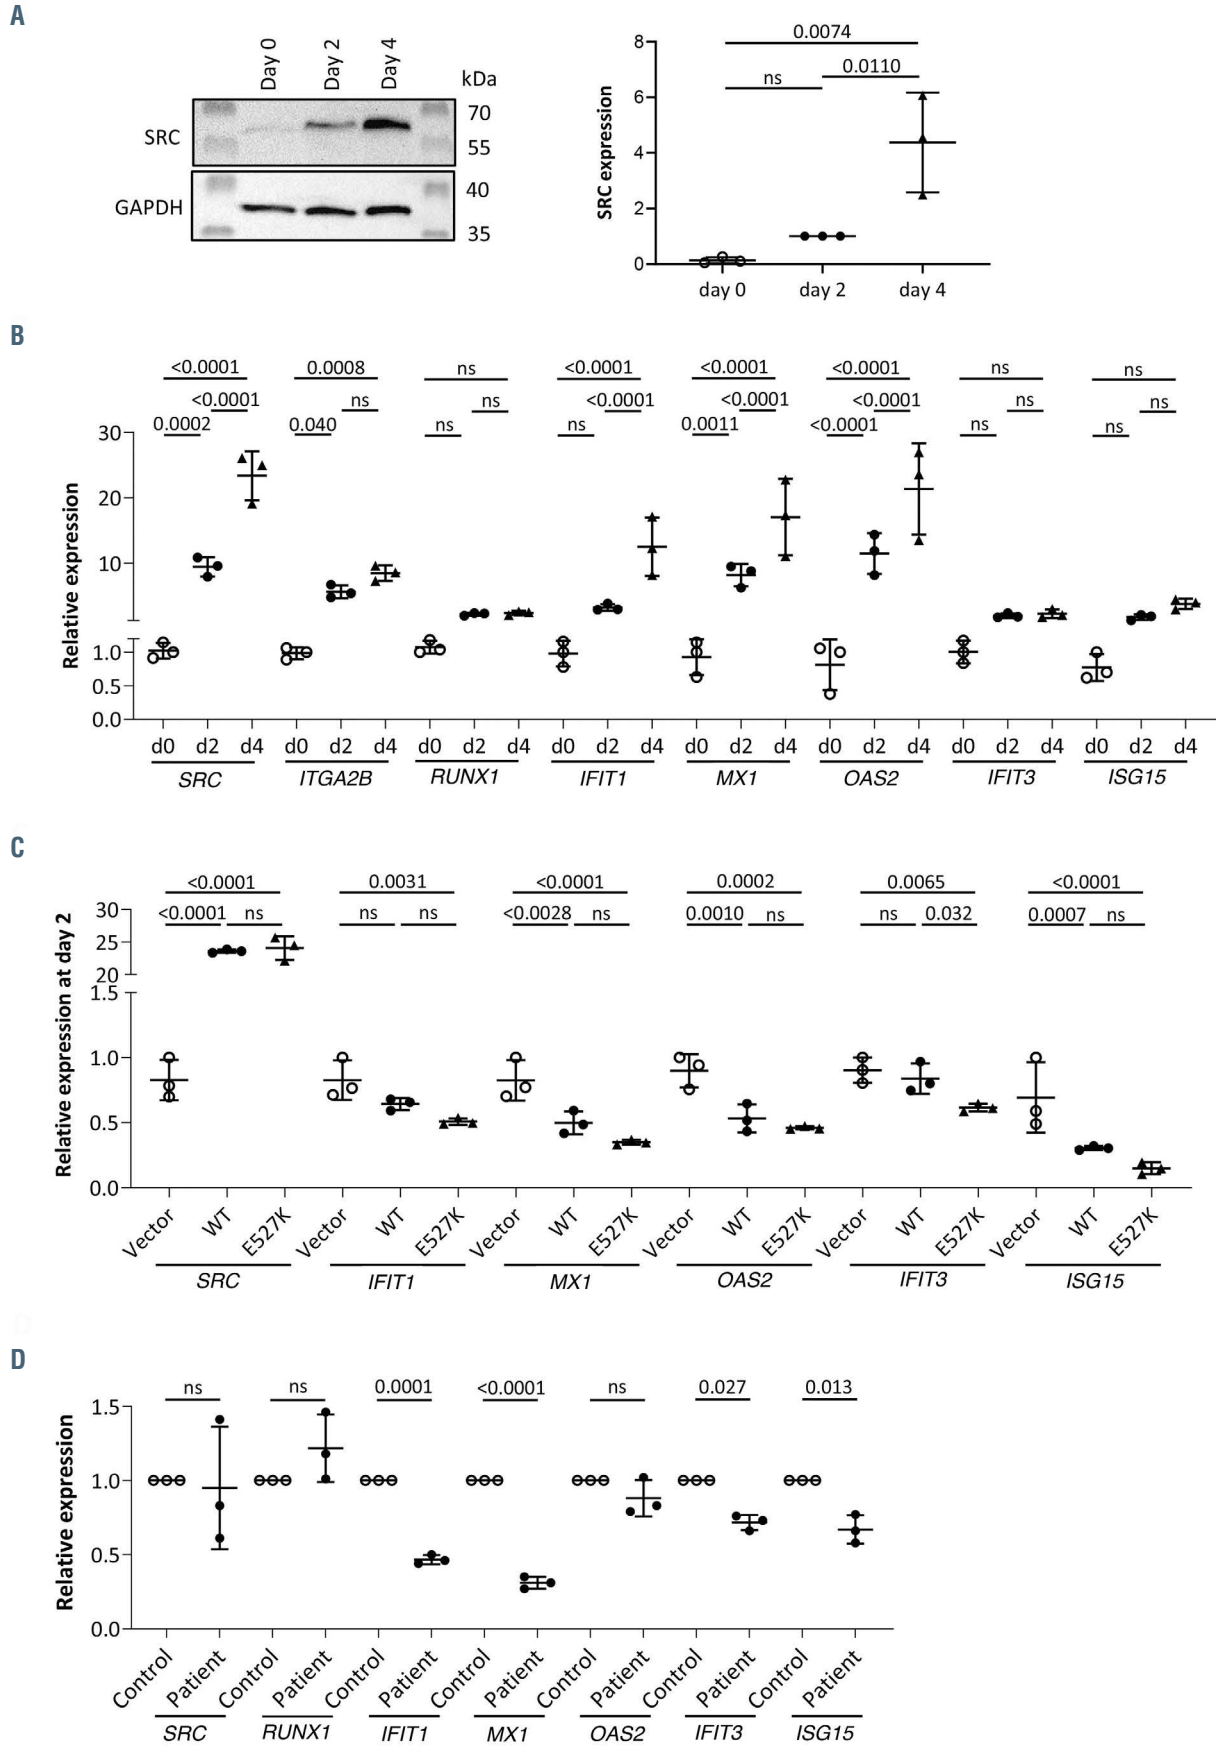 A
Day 0 Day 2 Day 4
kDa
SRC
70
55
GAPDH
40
35
SRC expression
8
6
4
2
0
0.0074
ns 0.0110
day 0 day 2 day 4
B
Relative expression
<0.0001 0.0008 ns <0.0001 <0.0001 <0.0001 ns ns
<0.0001 ns ns <0.0001 <0.0001 <0.0001 ns ns
0.0002 0.040 ns ns 0.0011 <0.0001 ns ns
30
20
10
1.0
0.5
0.0
d0 d2 d4 d0 d2 d4 d0 d2 d4 d0 d2 d4 d0 d2 d4 d0 d2 d4 d0 d2 d4 d0 d2 d4
SRC ITGA2B RUNX1 IFIT1 MX1 OAS2 IFIT3 ISG15
C
Relative expression at day 2
<0.0001 0.0031 <0.0001 0.0002 0.0065 <0.0001
<0.0001 ns ns ns <0.0028 ns 0.0010 ns ns 0.032 0.0007 ns
30
25
20
1.5
1.0
0.5
0.0
Vector WT E527K Vector WT E527K Vector WT E527K Vector WT E527K Vector WT E527K Vector WT E527K
SRC IFIT1 MX1 OAS2 IFIT3 ISG15
D
Relative expression
ns ns 0.0001 <0.0001 ns 0.027 0.013
1.5
1.0
0.5
0.0
Control Patient Control Patient Control Patient Control Patient Control Patient Control Patient Control Patient
SRC RUNX1 IFIT1 MX1 OAS2 IFIT3 ISG15